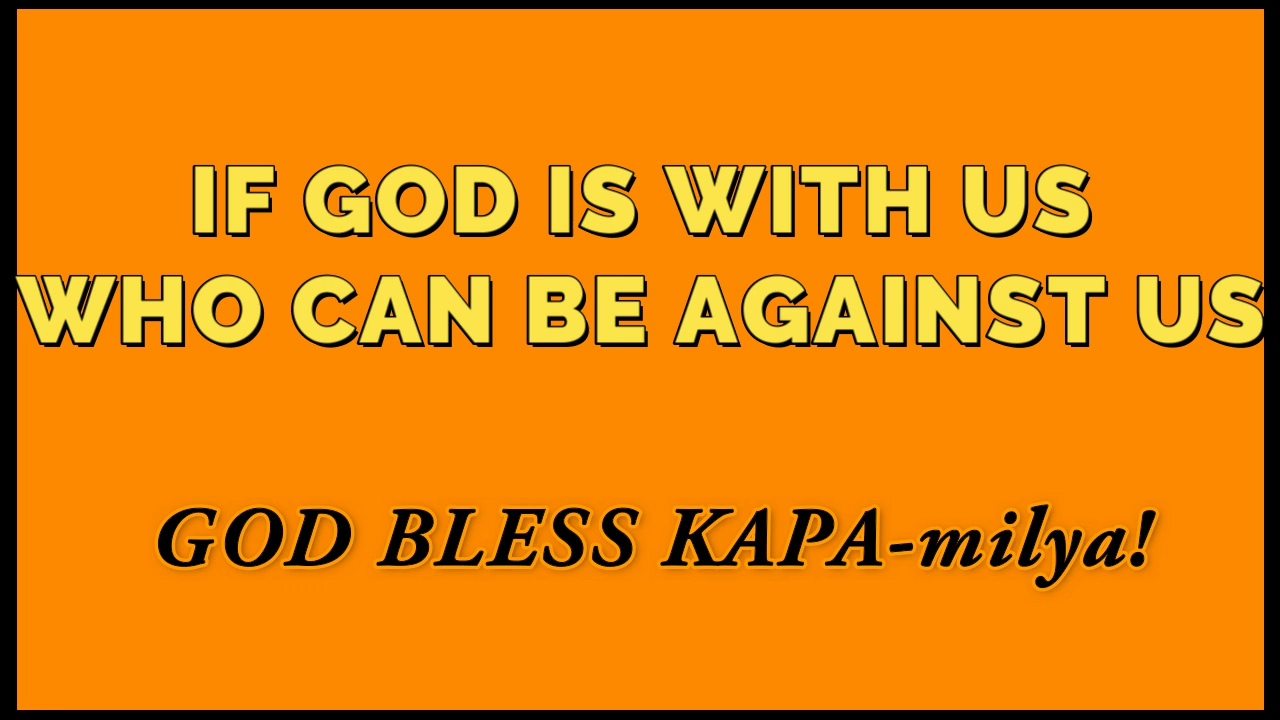 IF GOD IS WITH US
WHO CAN BE AGAINST US
GOD BLESS KAPA-milya!